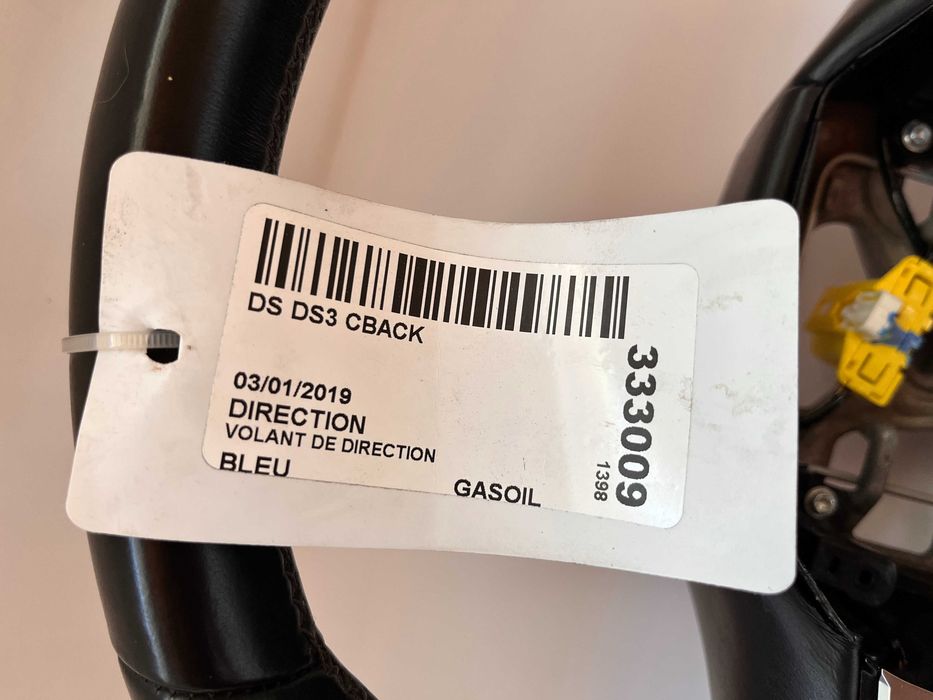 DS DS3 CBACK
03/01/2019
DIRECTION
VOLANT DE DIRECTION
BLEU
GASOIL
333009
1398